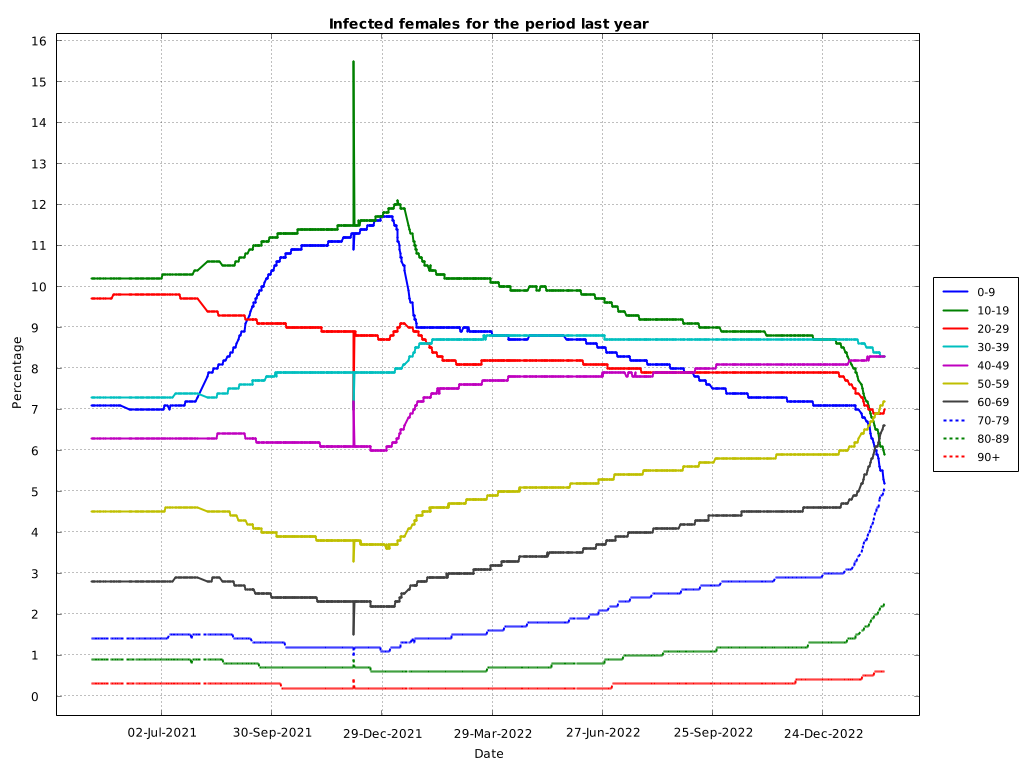 Infected females for the period last year
Percentage
16
15
14
13
12
11
10
9
8
7
6
5
4
3
2
1
0
02-Jul-2021
30-Sep-2021
29-Dec-2021
29-Mar-2022
27-Jun-2022
25-Sep-2022
24-Dec-2022
Date
0-9
10-19
20-29
30-39
40-49
50-59
60-69
70-79
80-89
90+